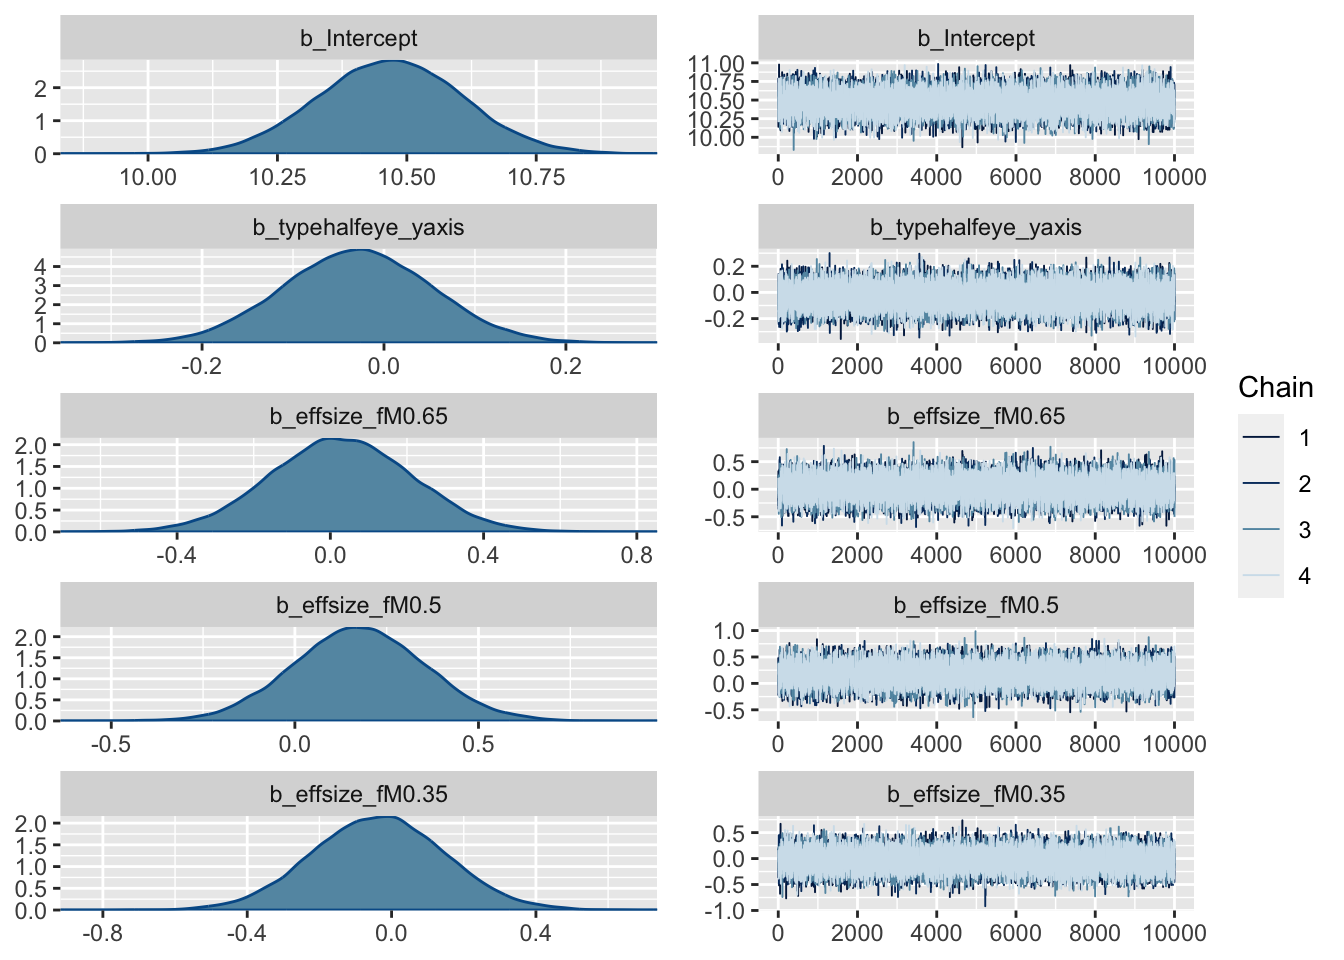 b_Intercept
2
1
0
10.00 10.25 10.50 10.75
b_Intercept
11.00
10.75
10.50
10.25
10.00
0 2000 4000 6000 8000 10000
b_typehalfeye_yaxis
4
3
2
1
0
-0.2 0.0 0.2
b_typehalfeye_yaxis
0.2
0.0
-0.2
0 2000 4000 6000 8000 10000
b_effsize_fM0.65
2.0
1.5
1.0
0.5
0.0
-0.4 0.0 0.4 0.8
b_effsize_fM0.65
0.5
0.0
-0.5
0 2000 4000 6000 8000 10000
b_effsize_fM0.5
2.0
1.5
1.0
0.5
0.0
-0.5 0.0 0.5
b_effsize_fM0.5
1.0
0.5
0.0
-0.5
0 2000 4000 6000 8000 10000
b_effsize_fM0.35
2.0
1.5
1.0
0.5
0.0
-0.8 -0.4 0.0 0.4
b_effsize_fM0.35
0.5
0.0
-0.5
-1.0
0 2000 4000 6000 8000 10000
Chain
1
2
3
4